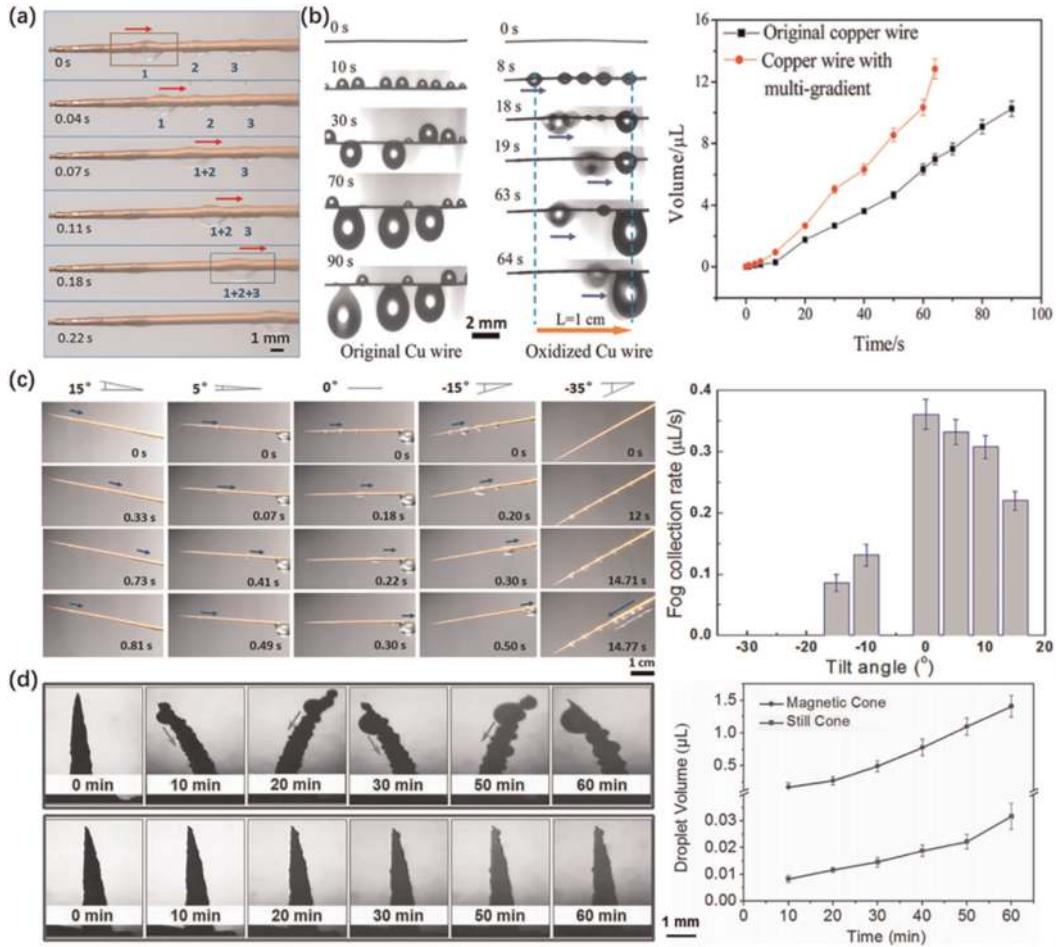 (a)
0 s
1 2 3
0.04 s
1 2 3
0.07 s
1+2 3
0.11 s
1+2 3
0.18 s
1+2+3
0.22 s
1 mm
(b)
0 s
10 s
30 s
70 s
90 s
Original Cu wire
2 mm
0 s
8 s
18 s
19 s
63 s
64 s
L=1 cm
Oxidized Cu wire
Original copper wire
Copper wire with
multi-gradient
Volume/μL
16
12
8
4
0
0 10 20 30 40 50 60 70 80 90 100
Time/s
(c)
15° 5° 0° -15° -35°
0 s 0 s 0 s 0 s 0 s
0.33 s 0.07 s 0.18 s 0.20 s 12 s
0.73 s 0.41 s 0.22 s 0.30 s 14.71 s
0.81 s 0.49 s 0.30 s 0.50 s 14.77 s
1 cm
Fog collection rate (μL/s)
0.4
0.3
0.2
0.1
0.0
-30 -20 -10 0 10 20
Tilt angle (°)
(d)
0 min 10 min 20 min 30 min 50 min 60 min
0 min 10 min 20 min 30 min 50 min 60 min
1 mm
Magnetic Cone
Still Cone
Droplet Volume (μL)
1.5
1.0
0.5
0.03
0.02
0.01
0.00
0 10 20 30 40 50 60
Time (min)